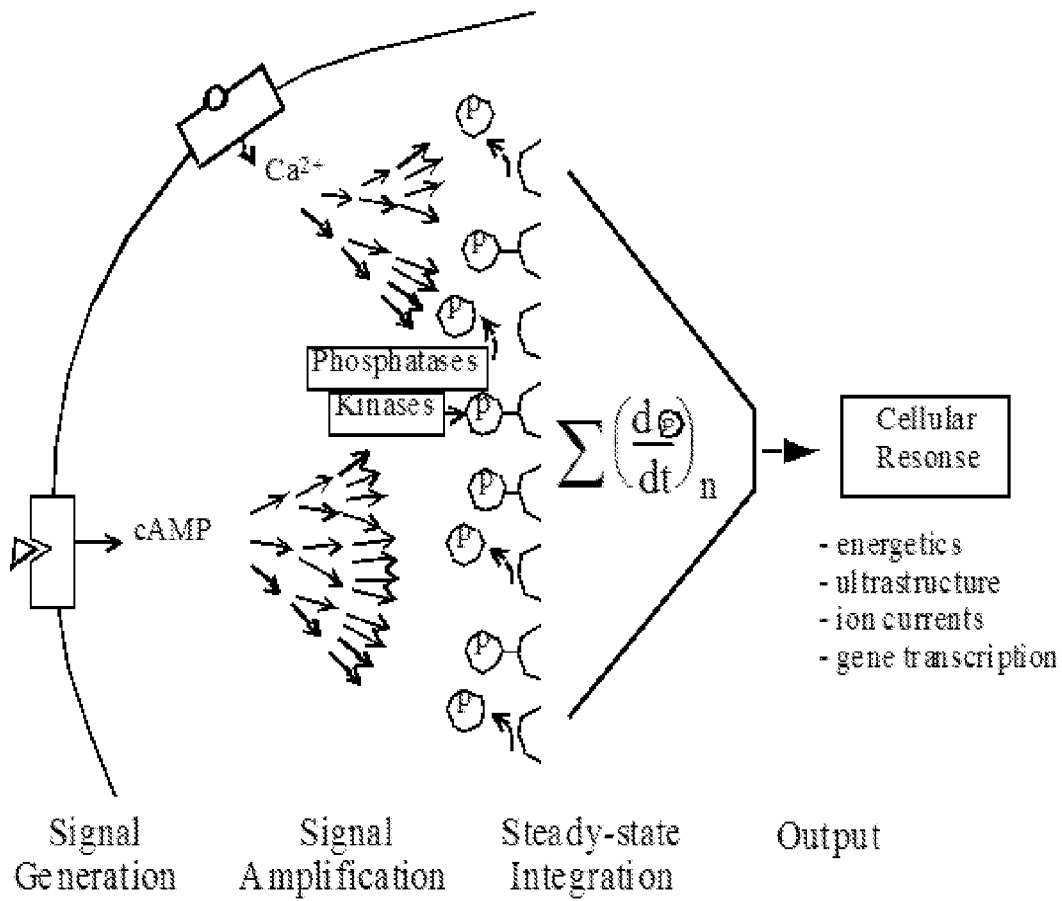 p
Ca²⁺
p
p
Phosphatases
Kinases
p
∑ (d℗/dt)ₙ
Cellular
Resonse
p
cAMP
p
- energetics
- ultrastructure
- ion currents
- gene transcription
p
p
Signal
Generation
Signal
Amplification
Steady-state
Integration
Output